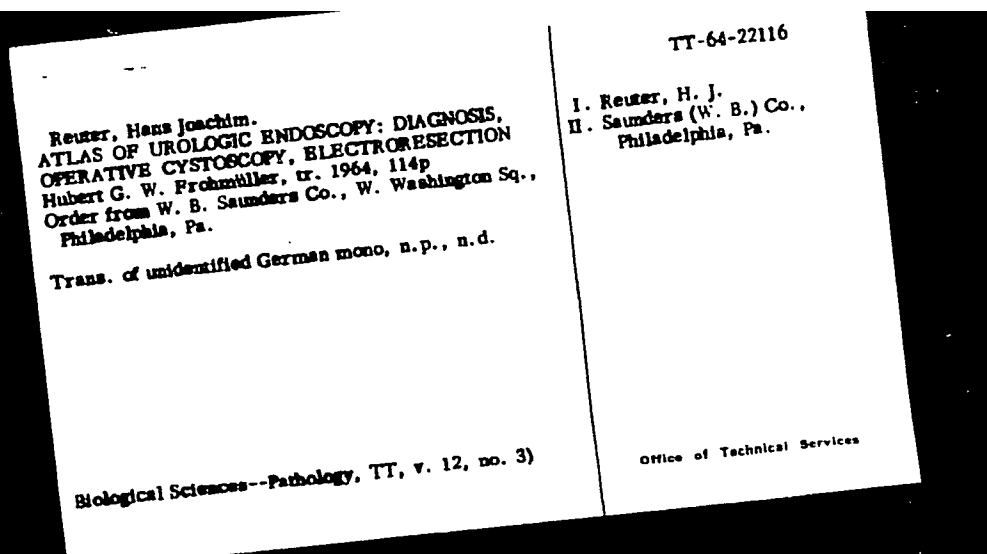 Reuter, Hans Joachim.
ATLAS OF UROLOGIC ENDOSCOPY: DIAGNOSIS,
OPERATIVE CYSTOSCOPY, ELECTRORESECTION
Hubert G. W. Frohmüller, tr. 1964, 114p
Order from W. B. Saunders Co., W. Washington Sq.,
Philadelphia, Pa.
Trans. of unidentified German mono, n.p., n.d.
Biological Sciences--Pathology, TT, v. 12, no. 3)
TT-64-22116
I. Reuter, H. J.
II. Saunders (W. B.) Co.,
Philadelphia, Pa.
Office of Technical Services